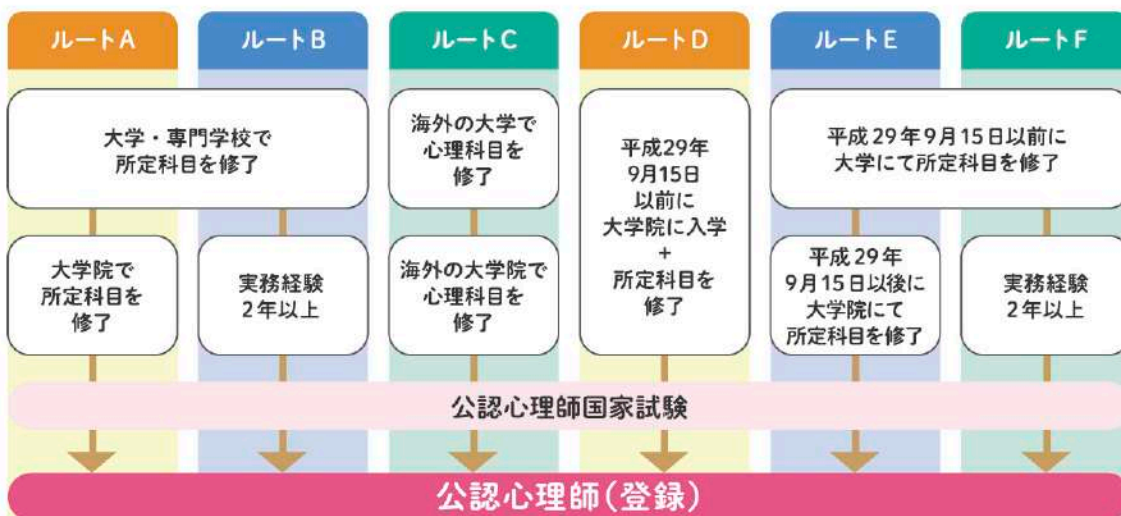 ルートA
ルートB
ルートC
ルートD
ルートE
ルートF
大学・専門学校で
所定科目を修了
海外の大学で
心理科目を
修了
平成29年
9月15日
以前に
大学院に入学
+
所定科目を
修了
平成29年9月15日以前に
大学にて所定科目を修了
大学院で
所定科目を
修了
実務経験
2年以上
海外の大学院で
心理科目を
修了
平成29年
9月15日以後に
大学院にて
所定科目を修了
実務経験
2年以上
公認心理師国家試験
公認心理師(登録)